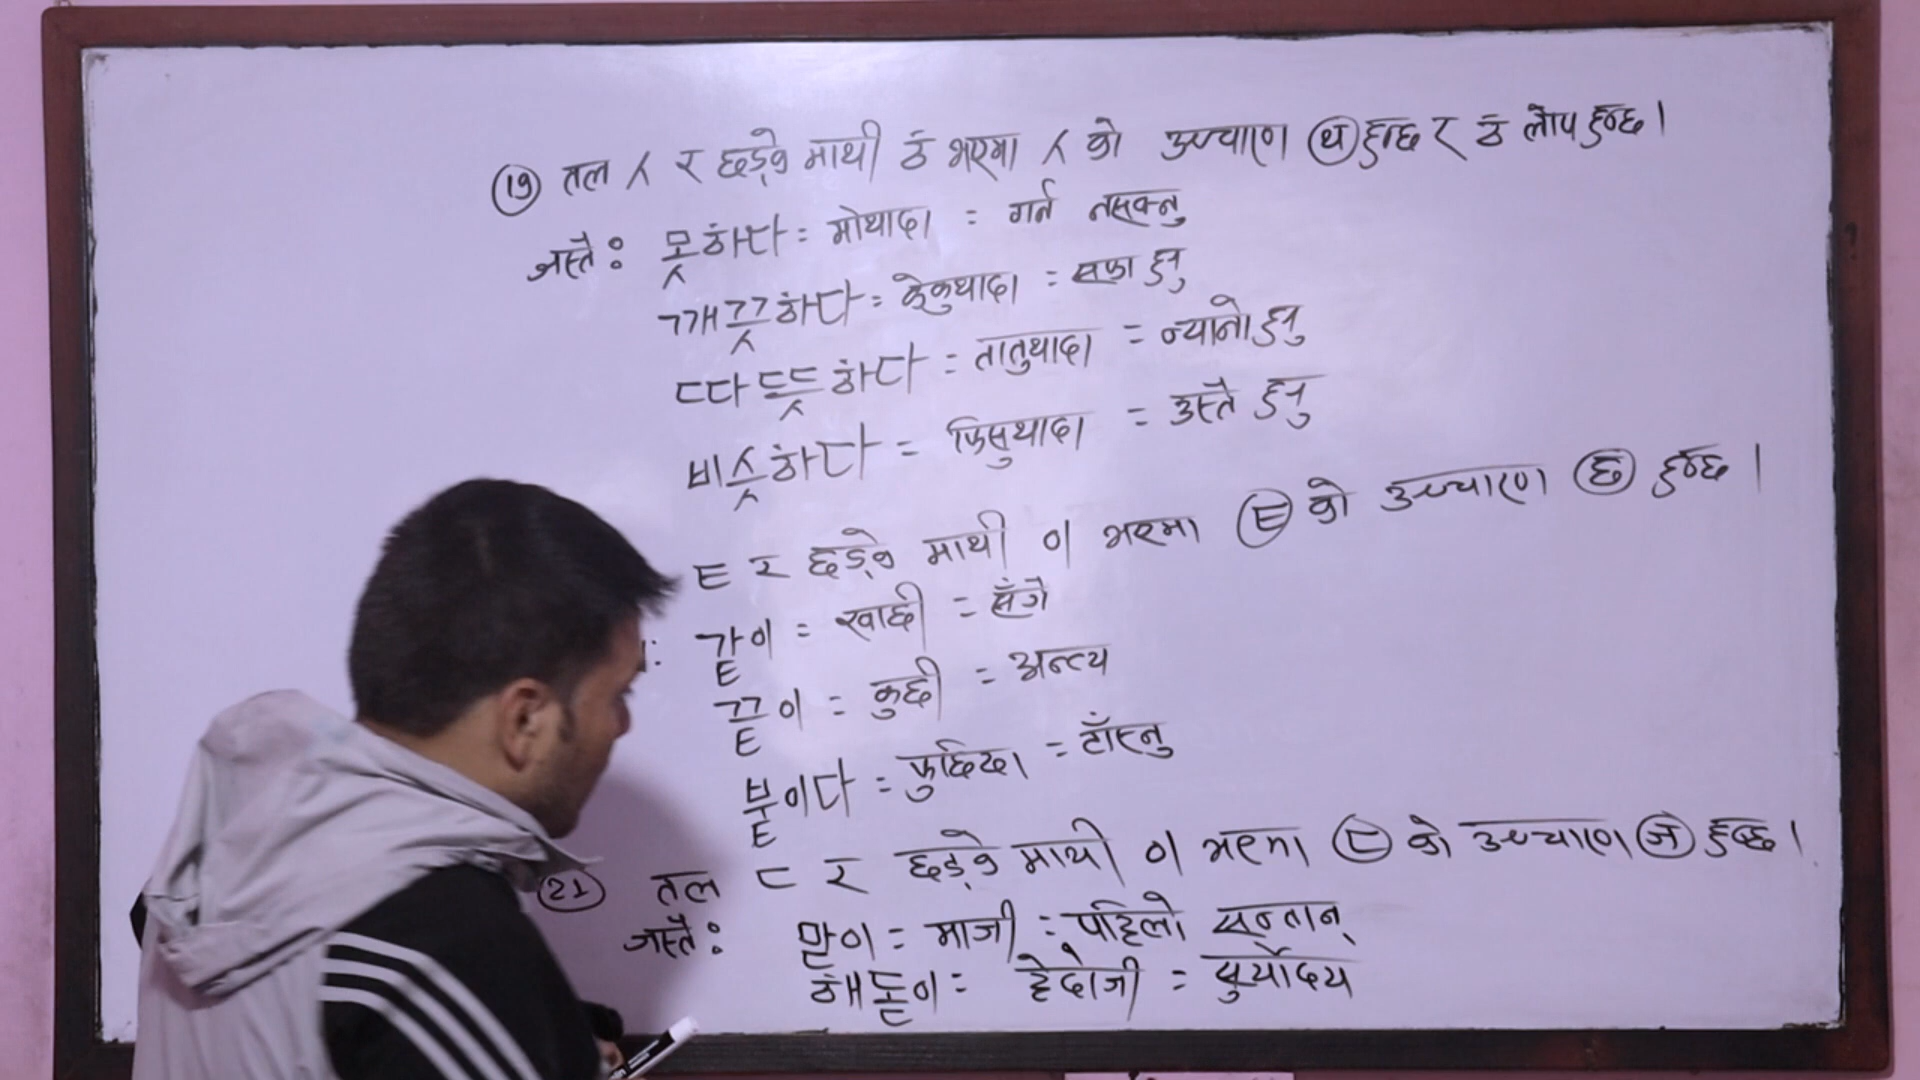 (19) तल ㅅ र छड्के माथी ㅎ भएमा ㅅ को उच्चारण (थ) हुन्छ र ㅎ लोप हुन्छ ।
जस्तै : 못하다 = मोथादा = गर्न नसक्नु
깨끗하다 = केकुथादा = सफा हुनु
따뜻하다 = तातुथादा = न्यानो हुनु
비슷하다 = फिसुथादा = उस्तै हुनु
ㅌ र छड्के माथी 이 भएमा (ㅌ) को उच्चारण (छ) हुन्छ ।
: 같이 = खाछी = सँगै
끝이 = कुछी = अन्त्य
붙이다 = फुछिदा = टाँस्नु
(21) तल ㄷ र छड्के माथी 이 भएमा (ㄷ) को उच्चारण (ज) हुन्छ ।
जस्तै : 맏이 = माजी = पहिलो सन्तान्
해돋이 = हेदोजी = सुर्योदय